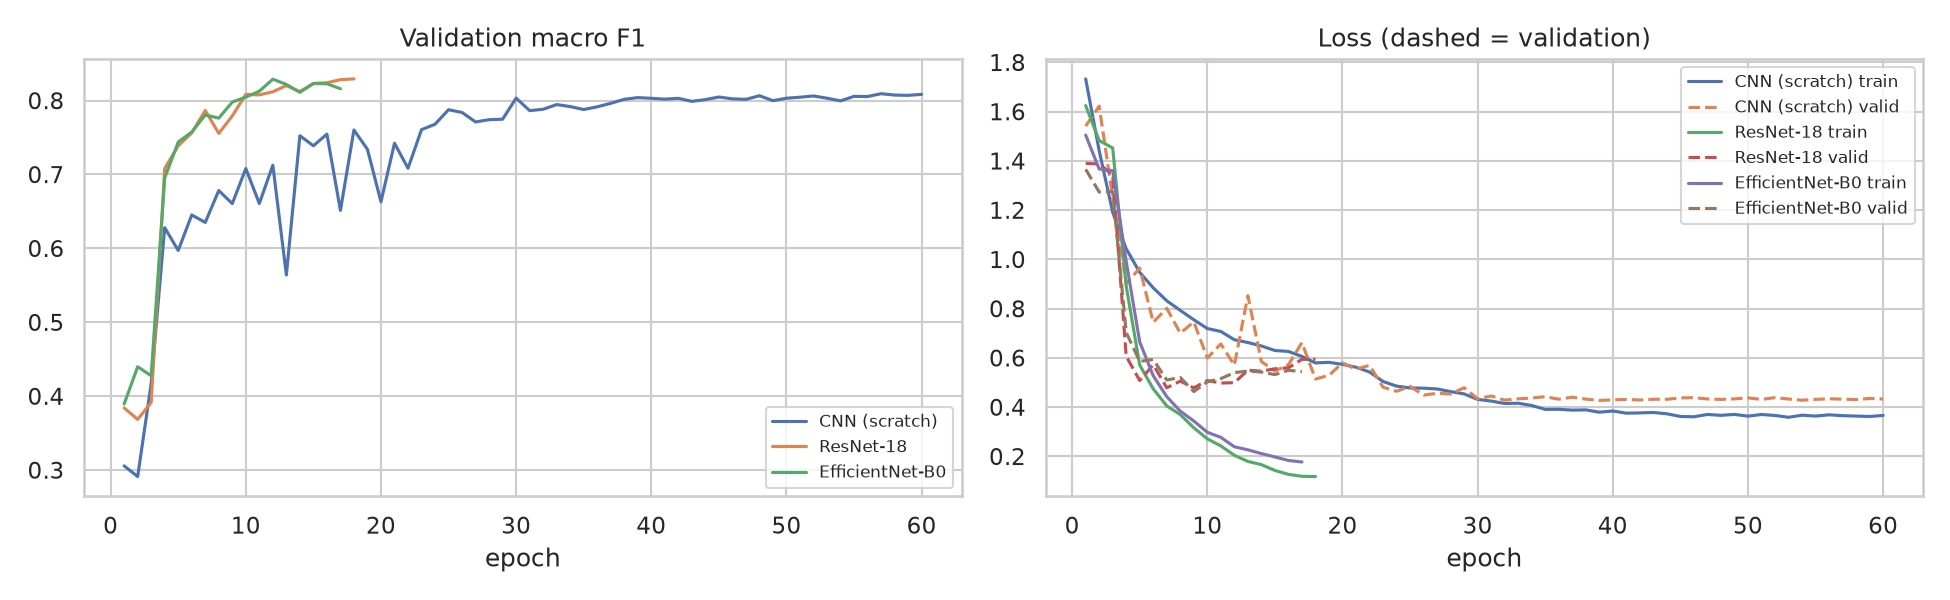 Validation macro F1
0.8
0.7
0.6
0.5
0.4
0.3
CNN (scratch)
ResNet-18
EfficientNet-B0
0 10 20 30 40 50 60
epoch
Loss (dashed = validation)
1.8
1.6
1.4
1.2
1.0
0.8
0.6
0.4
0.2
CNN (scratch) train
CNN (scratch) valid
ResNet-18 train
ResNet-18 valid
EfficientNet-B0 train
EfficientNet-B0 valid
0 10 20 30 40 50 60
epoch